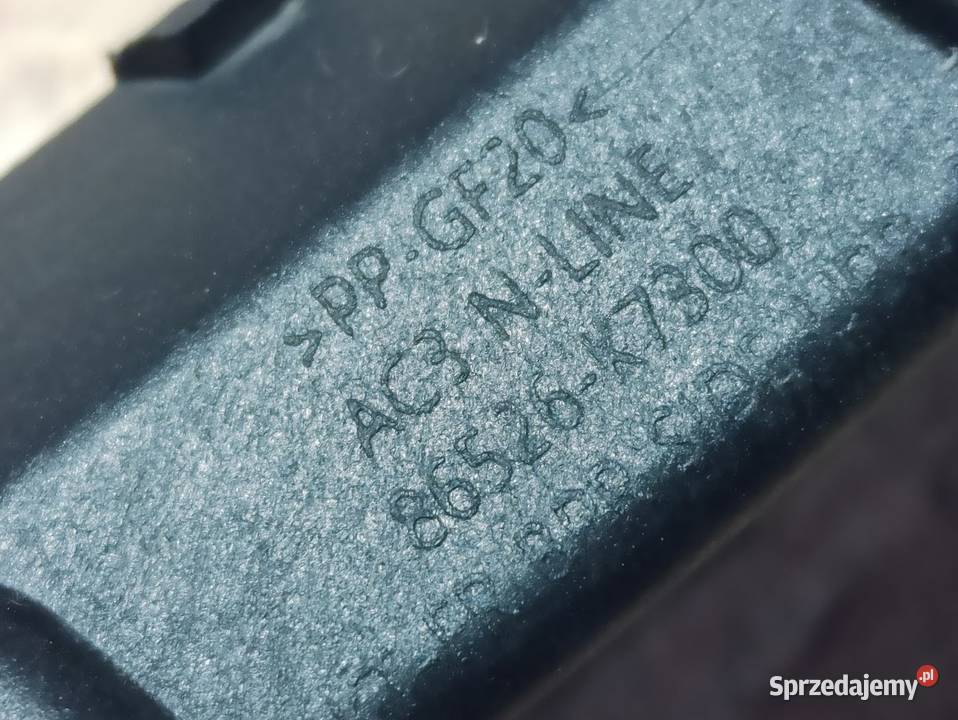 >PP-GF20<
AC3 N-LINE
86526-K7300
Sprzedajemy.pl